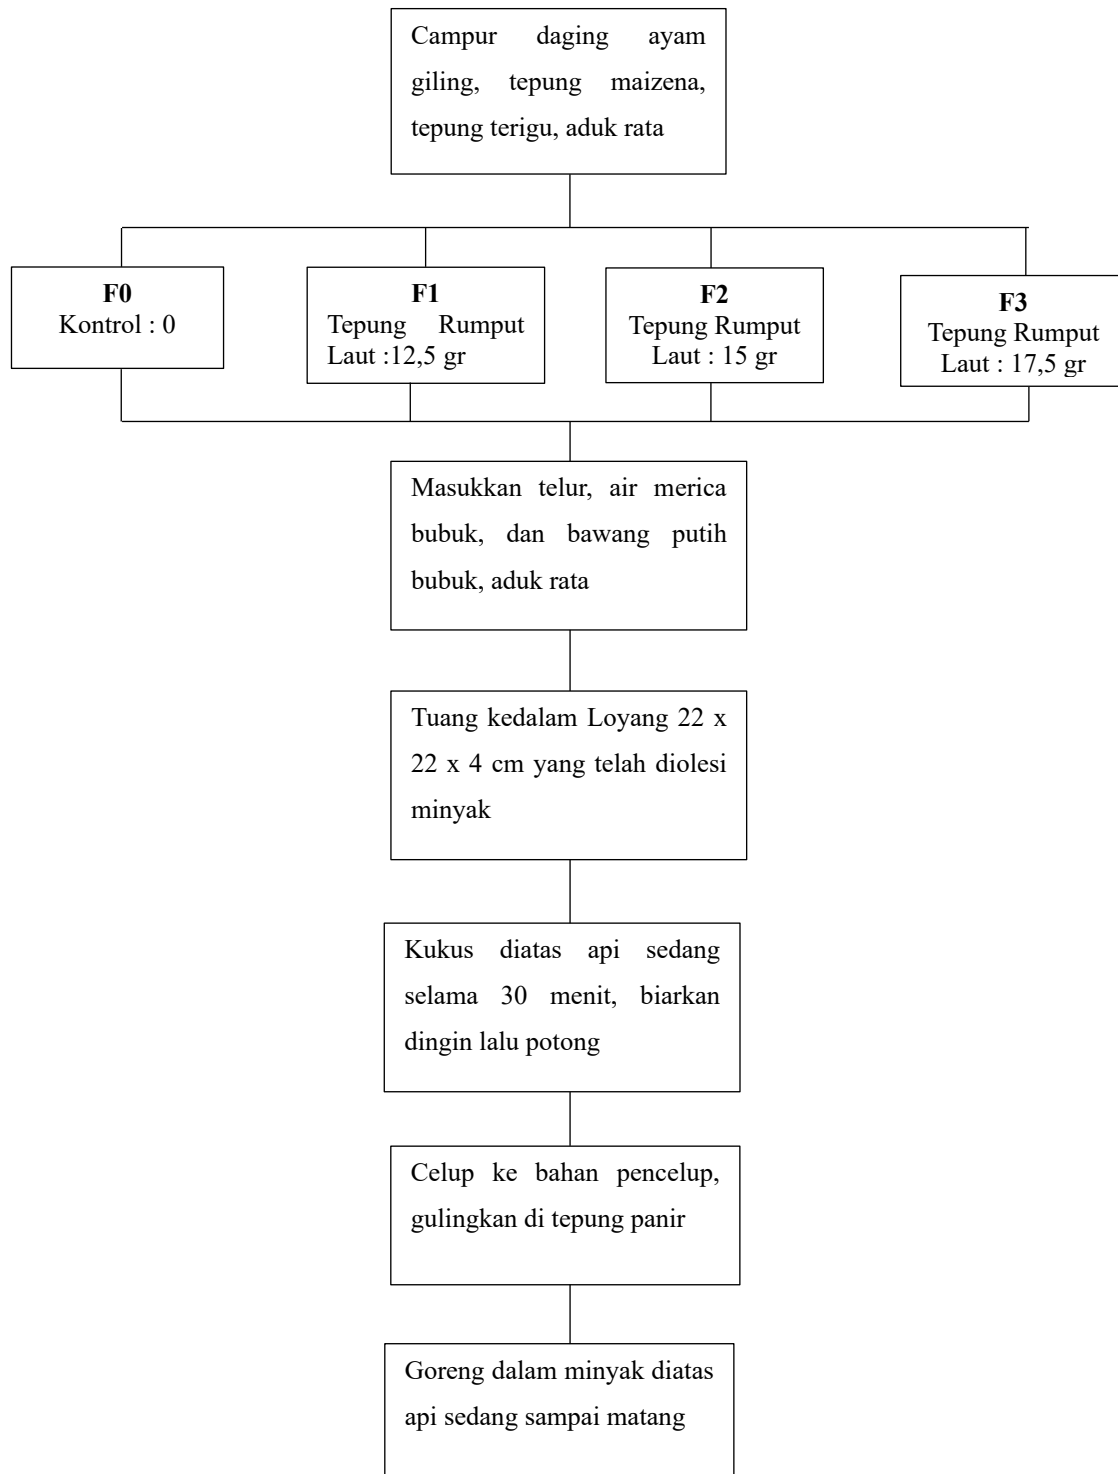 Campur daging ayam
giling, tepung maizena,
tepung terigu, aduk rata
F0
Kontrol : 0
F1
Tepung Rumput
Laut :12,5 gr
F2
Tepung Rumput
Laut : 15 gr
F3
Tepung Rumput
Laut : 17,5 gr
Masukkan telur, air merica
bubuk, dan bawang putih
bubuk, aduk rata
Tuang kedalam Loyang 22 x
22 x 4 cm yang telah diolesi
minyak
Kukus diatas api sedang
selama 30 menit, biarkan
dingin lalu potong
Celup ke bahan pencelup,
gulingkan di tepung panir
Goreng dalam minyak diatas
api sedang sampai matang